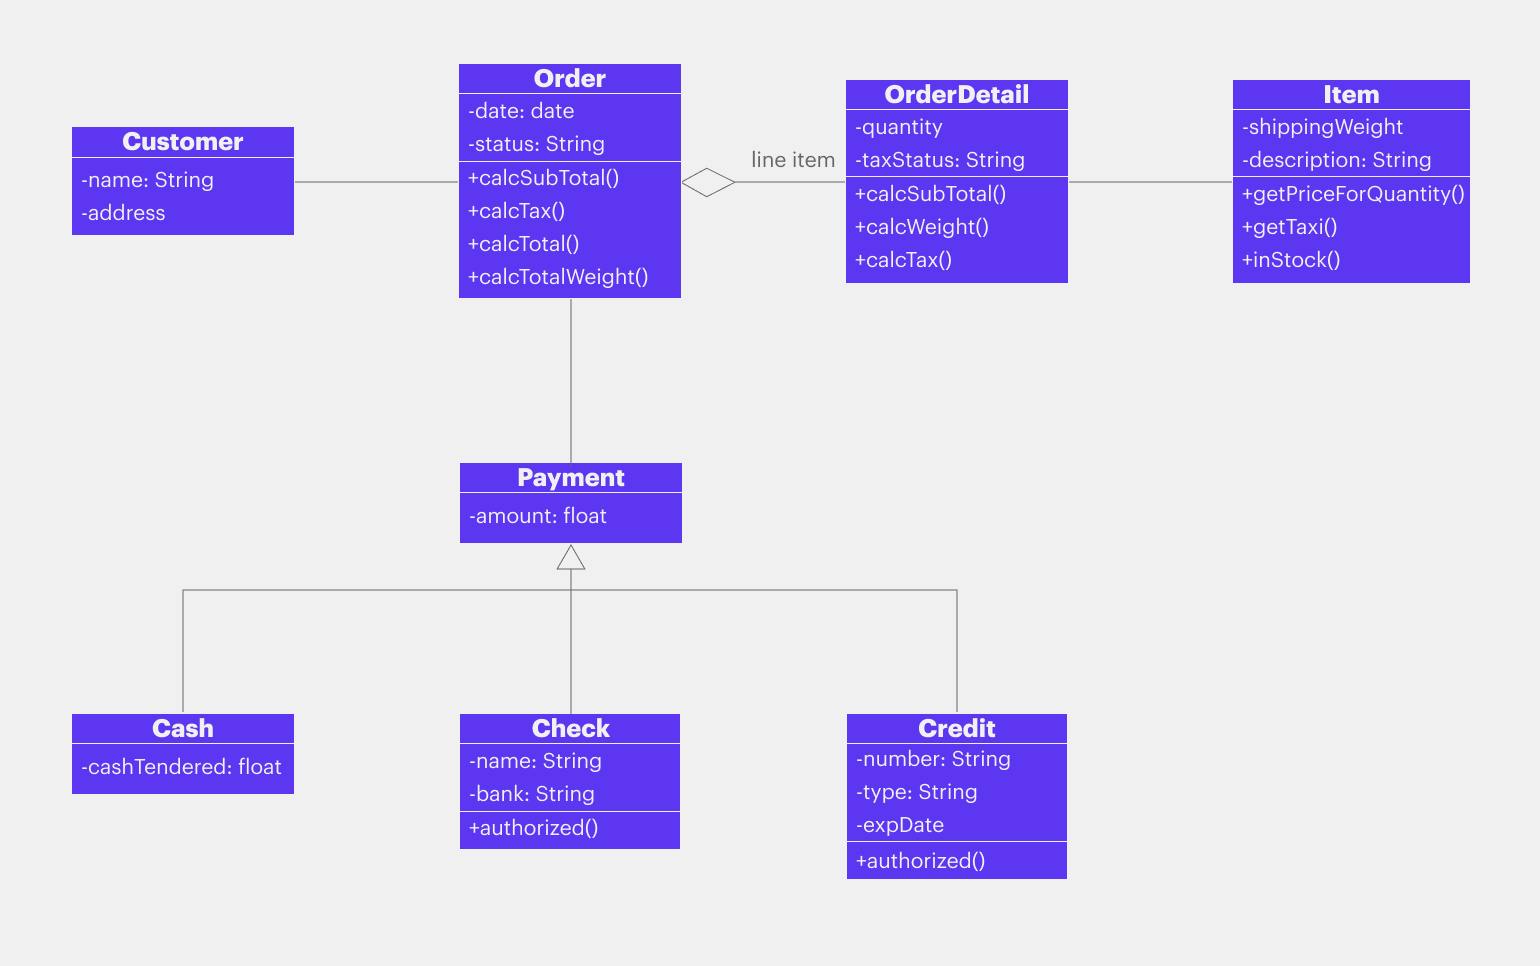 Customer
-name: String
-address
Order
-date: date
-status: String
+calcSubTotal()
+calcTax()
+calcTotal()
+calcTotalWeight()
line item
OrderDetail
-quantity
-taxStatus: String
+calcSubTotal()
+calcWeight()
+calcTax()
Item
-shippingWeight
-description: String
+getPriceForQuantity()
+getTaxi()
+inStock()
Payment
-amount: float
Cash
-cashTendered: float
Check
-name: String
-bank: String
+authorized()
Credit
-number: String
-type: String
-expDate
+authorized()